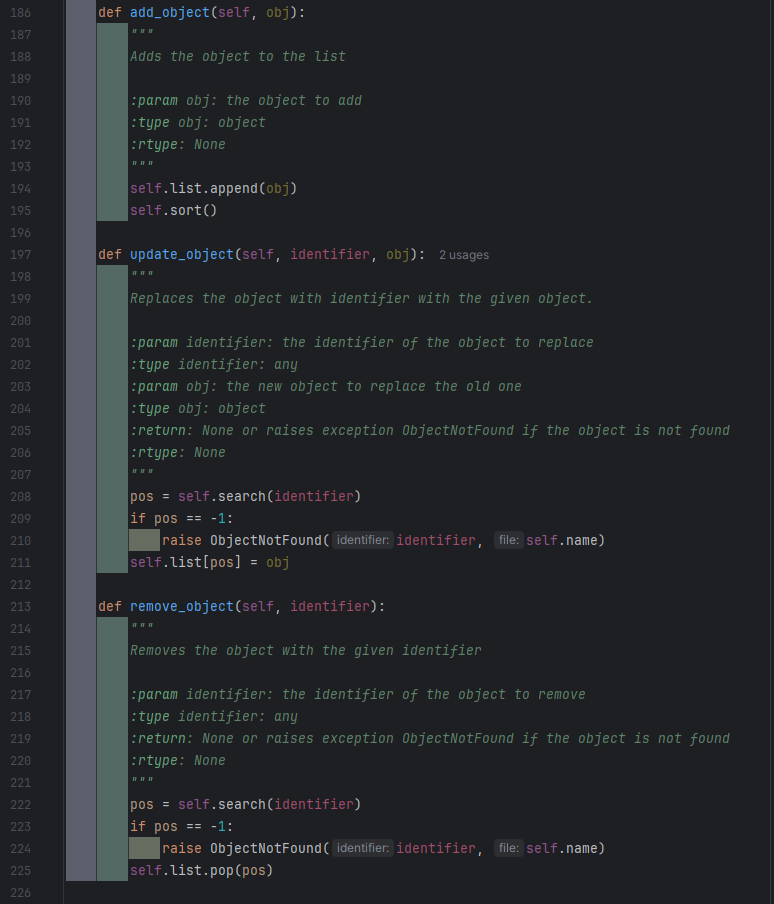 186 def add_object(self, obj):
187 """
188 Adds the object to the list
189
190 :param obj: the object to add
191 :type obj: object
192 :rtype: None
193 """
194 self.list.append(obj)
195 self.sort()
196
197 def update_object(self, identifier, obj): 2 usages
198 """
199 Replaces the object with identifier with the given object.
200
201 :param identifier: the identifier of the object to replace
202 :type identifier: any
203 :param obj: the new object to replace the old one
204 :type obj: object
205 :return: None or raises exception ObjectNotFound if the object is not found
206 :rtype: None
207 """
208 pos = self.search(identifier)
209 if pos == -1:
210 raise ObjectNotFound( identifier: identifier, file: self.name)
211 self.list[pos] = obj
212
213 def remove_object(self, identifier):
214 """
215 Removes the object with the given identifier
216
217 :param identifier: the identifier of the object to remove
218 :type identifier: any
219 :return: None or raises exception ObjectNotFound if the object is not found
220 :rtype: None
221 """
222 pos = self.search(identifier)
223 if pos == -1:
224 raise ObjectNotFound( identifier: identifier, file: self.name)
225 self.list.pop(pos)
226